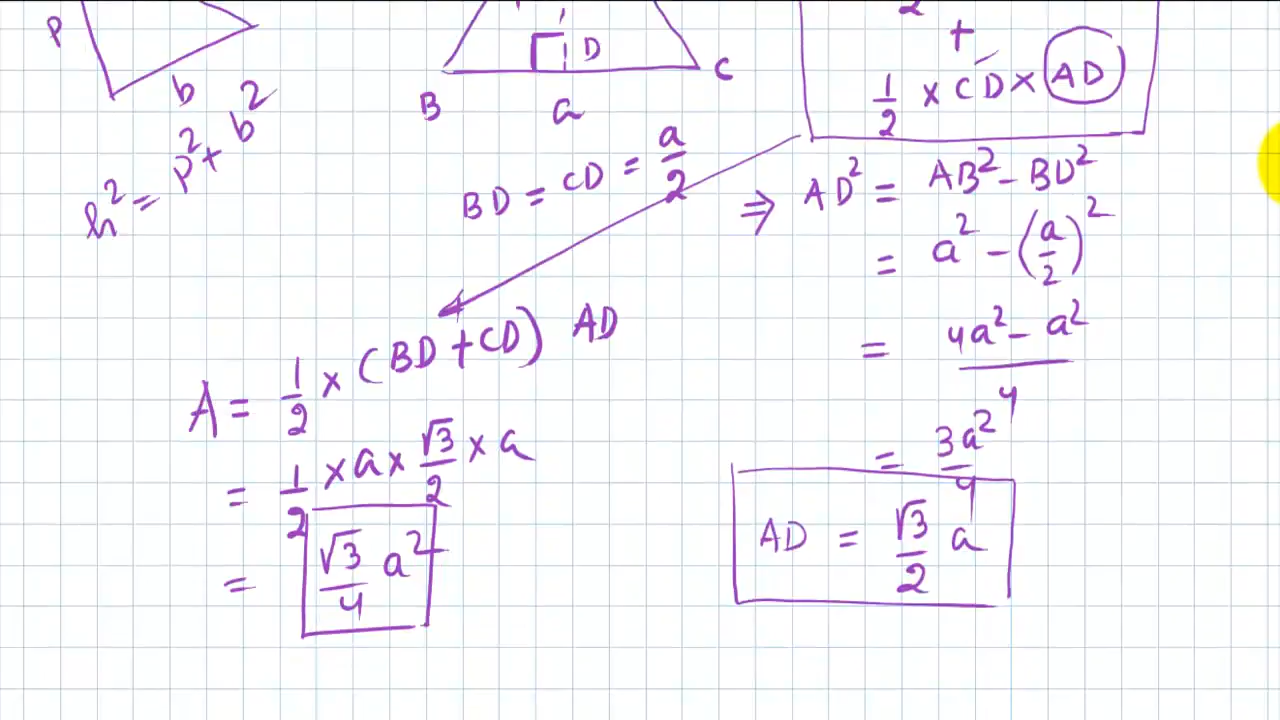 P
b
h² = p² + b²
D
B
C
a
BD = CD = a/2
+
1/2 × CD × AD
⇒ AD² = AB² - BD²
= a² - (a/2)²
= (4a² - a²)/4
= 3a²/4
AD = √3/2 a
A = 1/2 × (BD + CD) AD
= 1/2 × a × √3/2 × a
= √3/4 a²